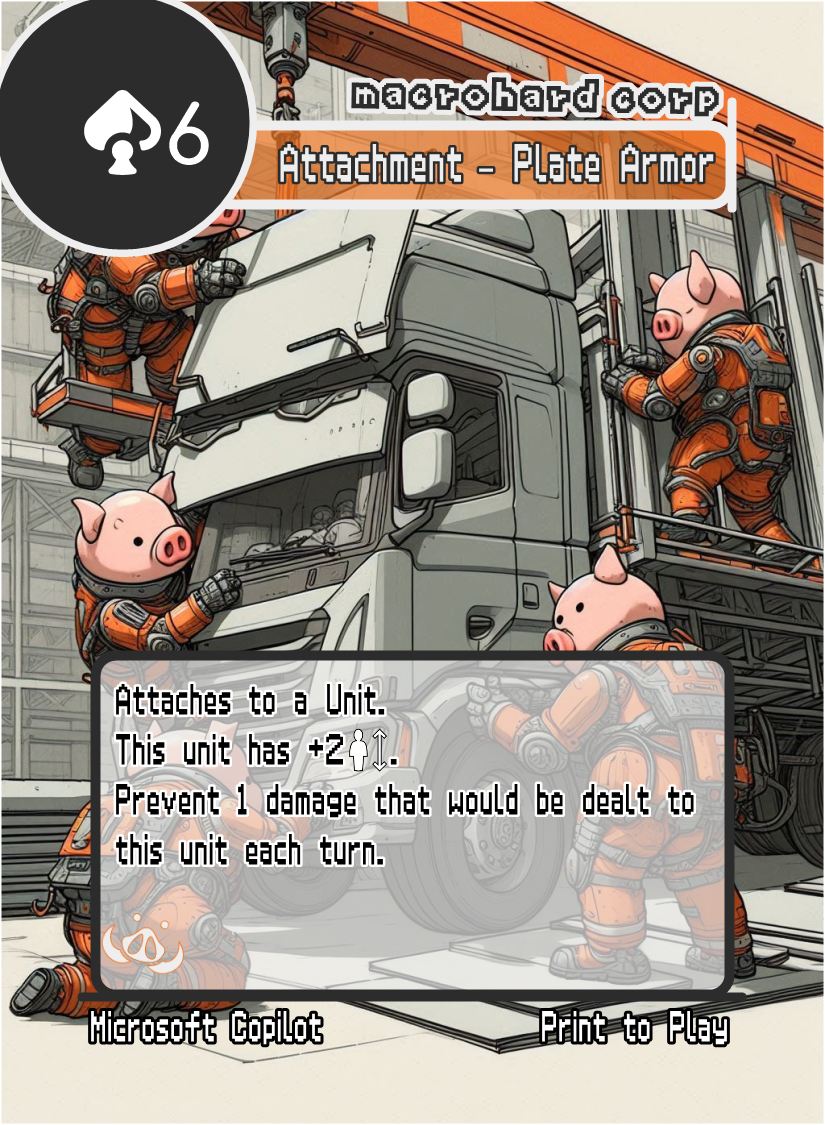 6
macrohard corp
Attachment - Plate Armor
Attaches to a Unit.
This unit has +2.
Prevent 1 damage that would be dealt to
this unit each turn.
Microsoft Copilot
Print to Play